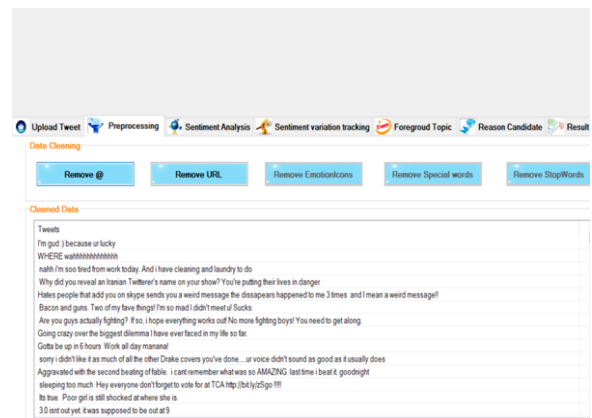 Upload Tweet Preprocessing Sentiment Analysis Sentiment variation tracking Foregroud Topic Reason Candidate Result
Data Cleaning
Remove @ Remove URL Remove EmotionIcons Remove Special words Remove StopWords
Cleaned Data
Tweets
I'm gud :) because ur lucky
WHERE wahhhhhhhhhhhh
nahh i'm soo tired from work today. And i have cleaning and laundry to do
Why did you reveal an Iranian Twitterer's name on your show? You're putting their lives in danger
Hates people that add you on skype sends you a weird message the dissapears happened to me 3 times and I mean a weird message!!
Bacon and guns. Two of my fave things! I'm so mad I didn't meet u! Sucks.
Are you guys actually fighting? If so, i hope everything works out! No more fighting boys! You need to get along.
Going crazy over the biggest dilemma I have ever faced in my life so far.
Gotta be up in 6 hours Work all day manana!
sorry i didn't like it as much of all the other Drake covers you've done....ur voice didn't sound as good as it usually does
Aggravated with the second beating of fable. i cant remember what was so AMAZING last time i beat it. goodnight
sleeping too much Hey everyone don't forget to vote for at TCA http://bit.ly/zSgo !!!!
Its true. Poor girl is still shocked at where she is.
3.0 isnt out yet. it was supposed to be out at 9